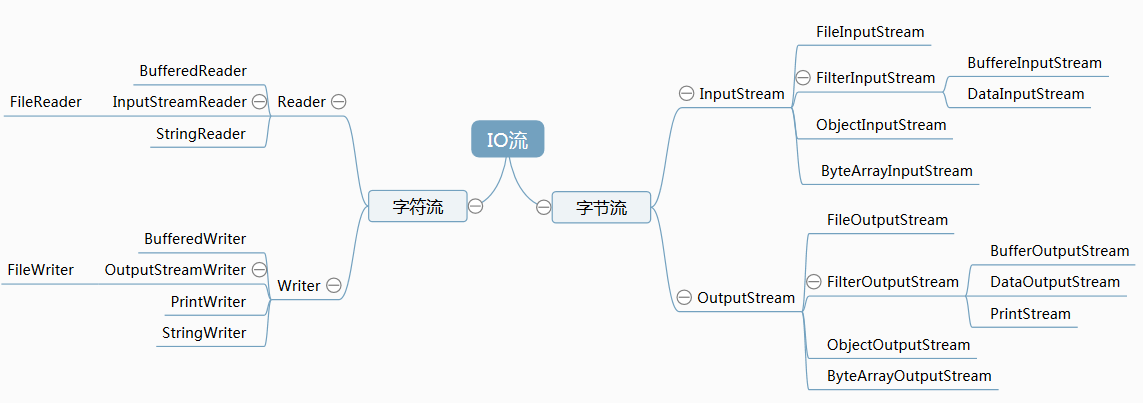 IO流
字符流
Reader
BufferedReader
InputStreamReader
FileReader
StringReader
Writer
BufferedWriter
OutputStreamWriter
FileWriter
PrintWriter
StringWriter
字节流
InputStream
FileInputStream
FilterInputStream
BuffereInputStream
DataInputStream
ObjectInputStream
ByteArrayInputStream
OutputStream
FileOutputStream
FilterOutputStream
BufferOutputStream
DataOutputStream
PrintStream
ObjectOutputStream
ByteArrayOutputStream